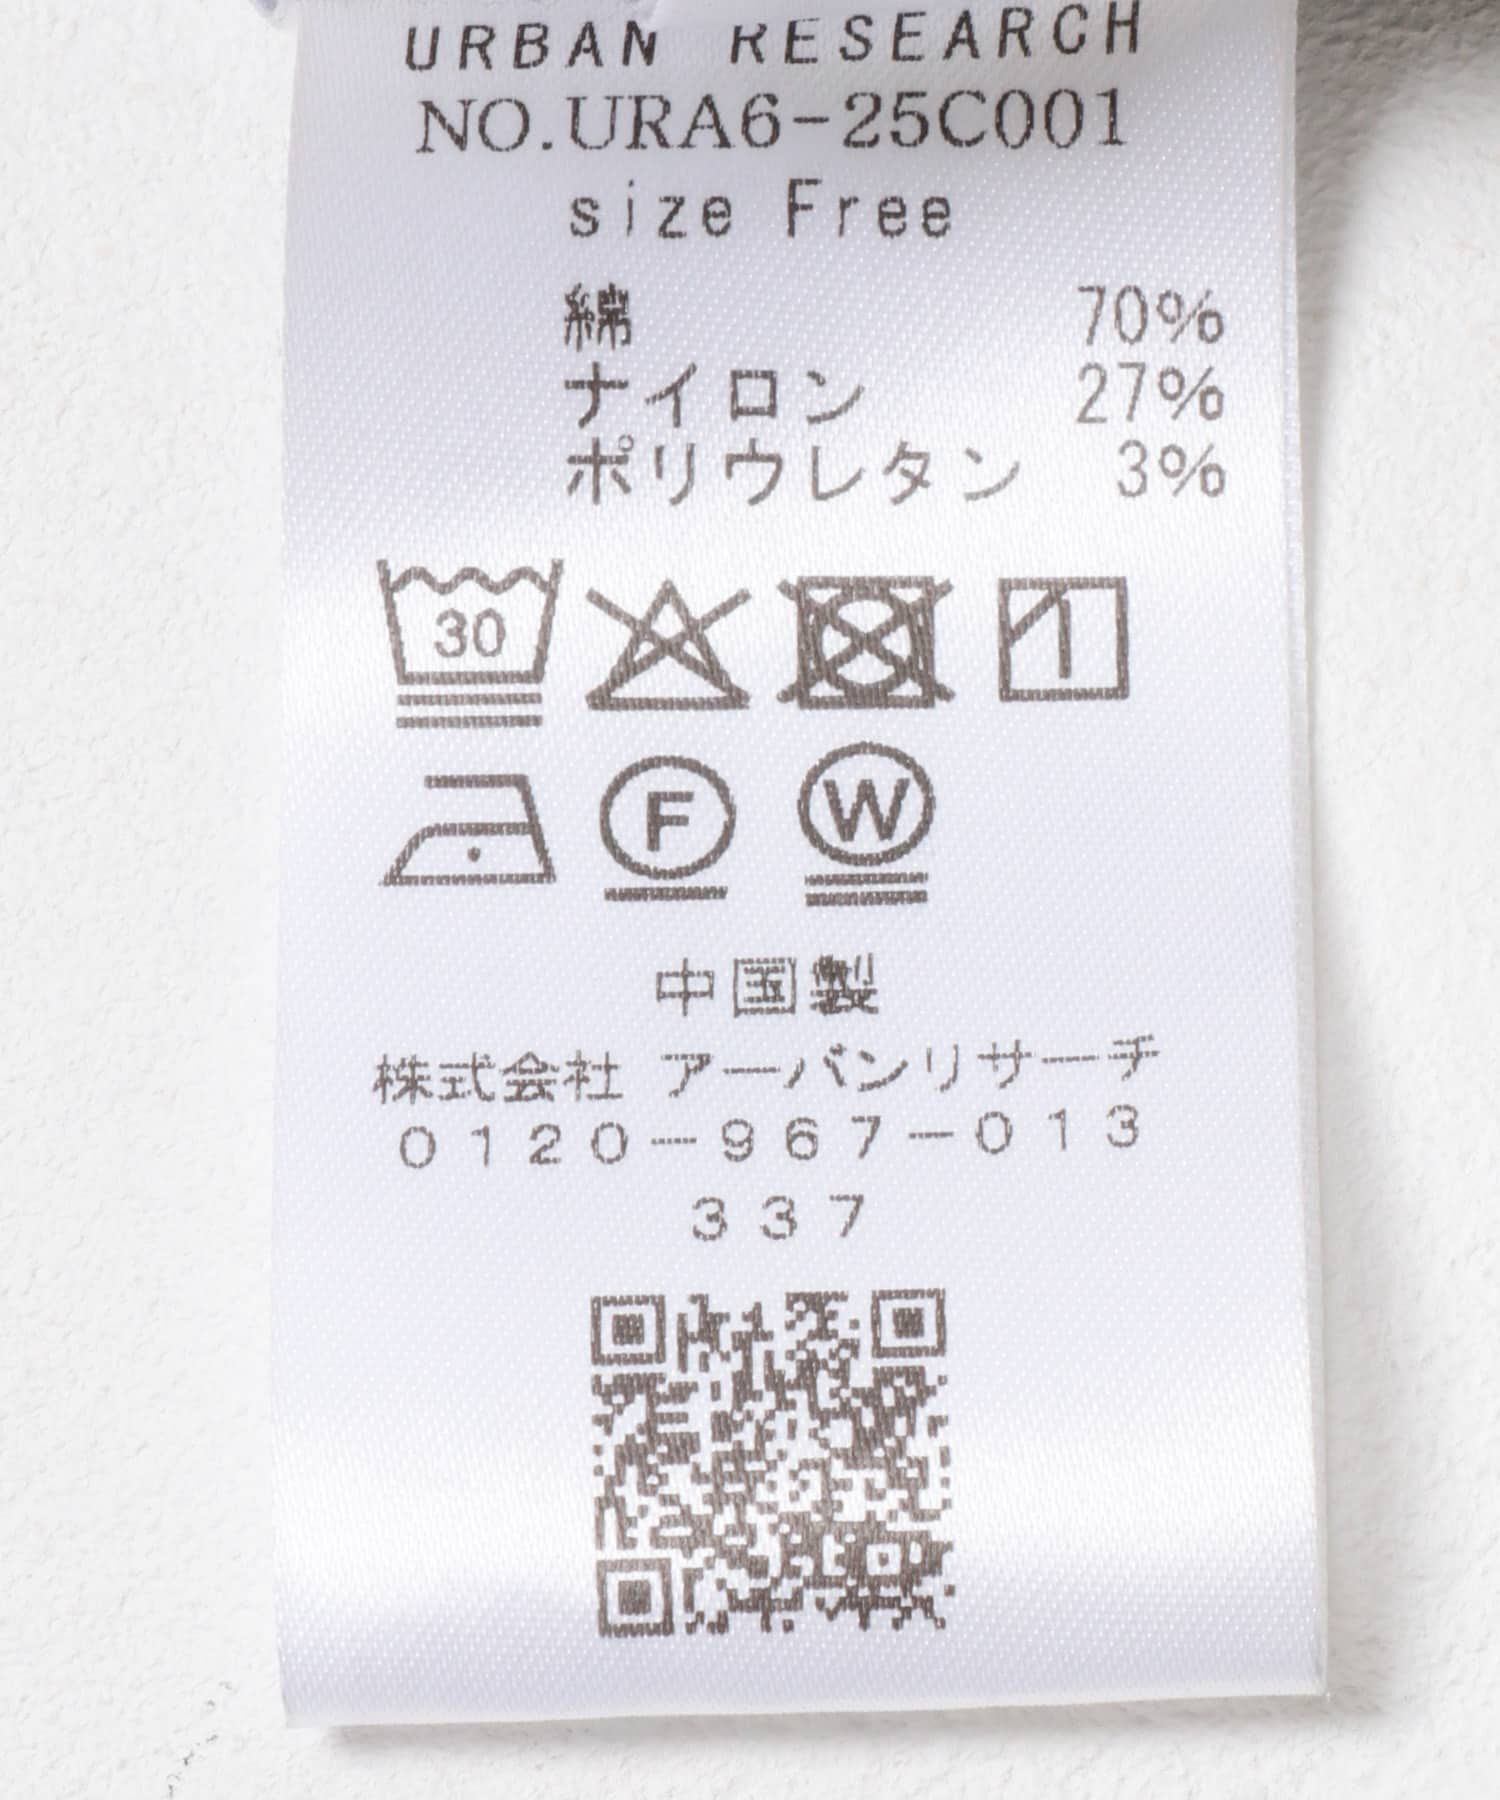 URBAN RESEARCH
NO.URA6-25C001
size Free
綿 70%
ナイロン 27%
ポリウレタン 3%
30
F
W
中国製
株式会社 アーバンリサーチ
0120-967-013
337